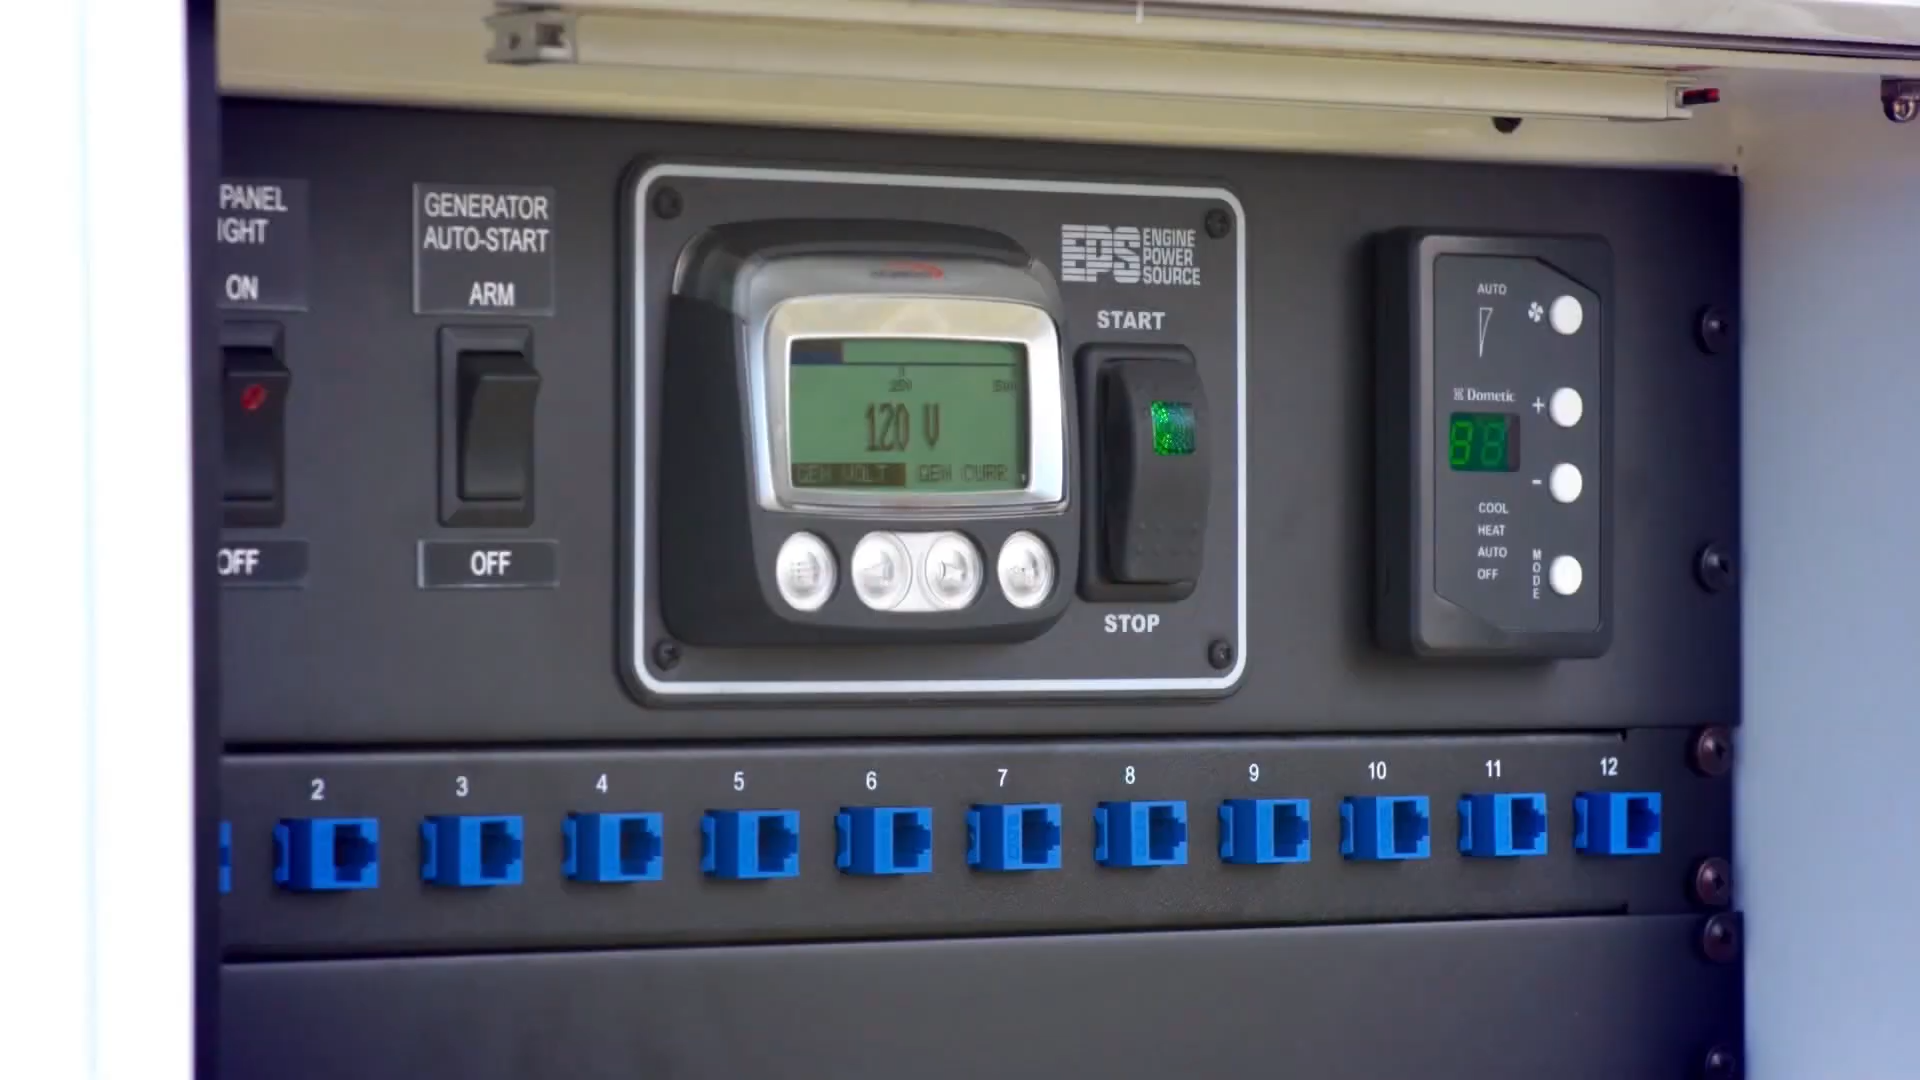 PANEL
IGHT
ON
OFF
GENERATOR
AUTO-START
ARM
OFF
EPS ENGINE
POWER
SOURCE
START
STOP
250
120 V
GEN VOLT GEN CURR
AUTO
Dometic
+
-
COOL
HEAT
AUTO
OFF
MODE
2 3 4 5 6 7 8 9 10 11 12